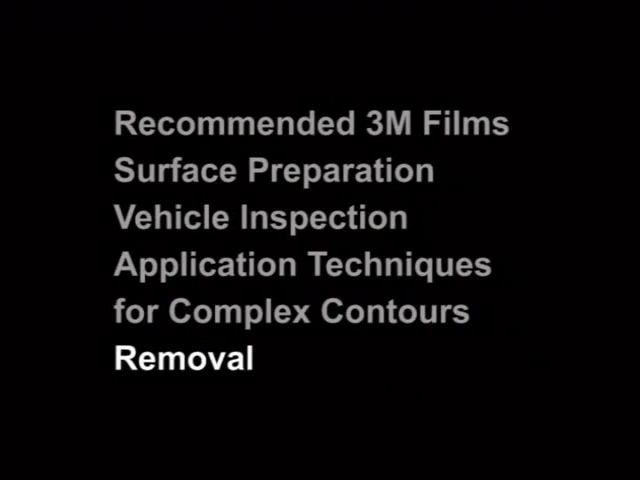 Recommended 3M Films
Surface Preparation
Vehicle Inspection
Application Techniques
for Complex Contours
Removal